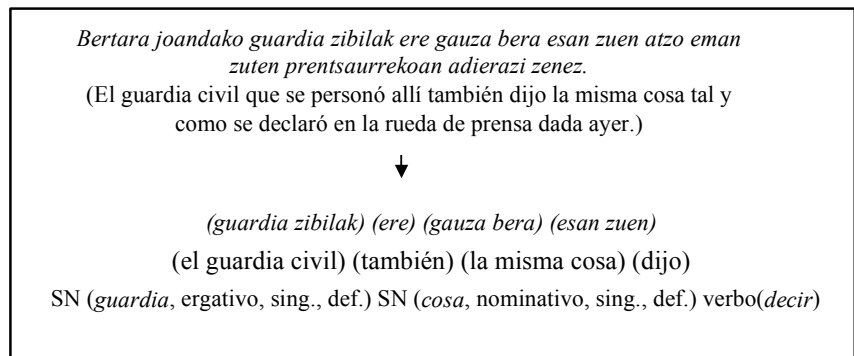 Bertara joandako guardia zibilak ere gauza bera esan zuen atzo eman
zuten prentsaurrekoan adierazi zenez.
(El guardia civil que se personó allí también dijo la misma cosa tal y
como se declaró en la rueda de prensa dada ayer.)
(guardia zibilak) (ere) (gauza bera) (esan zuen)
(el guardia civil) (también) (la misma cosa) (dijo)
SN (guardia, ergativo, sing., def.) SN (cosa, nominativo, sing., def.) verbo(decir)